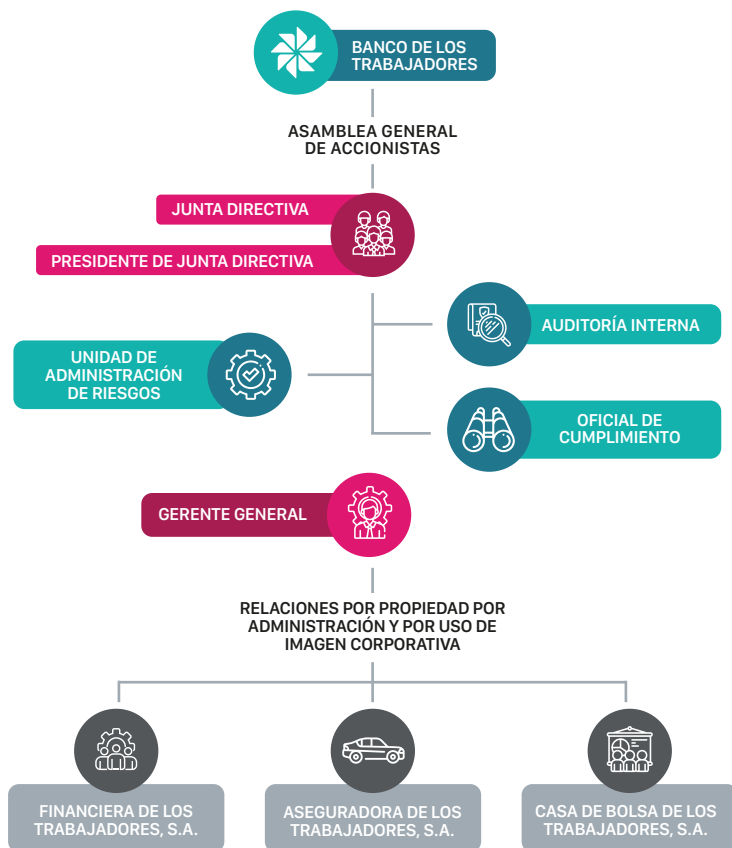 BANCO DE LOS
TRABAJADORES
ASAMBLEA GENERAL
DE ACCIONISTAS
JUNTA DIRECTIVA
PRESIDENTE DE JUNTA DIRECTIVA
AUDITORÍA INTERNA
UNIDAD DE
ADMINISTRACIÓN
DE RIESGOS
OFICIAL DE
CUMPLIMIENTO
GERENTE GENERAL
RELACIONES POR PROPIEDAD POR
ADMINISTRACIÓN Y POR USO DE
IMAGEN CORPORATIVA
FINANCIERA DE LOS
TRABAJADORES, S.A.
ASEGURADORA DE LOS
TRABAJADORES, S.A.
CASA DE BOLSA DE LOS
TRABAJADORES, S.A.